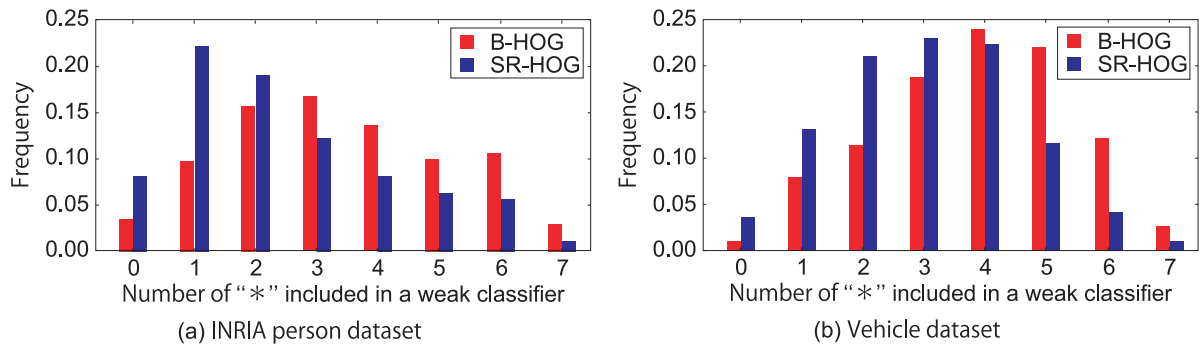 0.25
0.20
0.15
0.10
0.05
0.00
Frequency
B-HOG
SR-HOG
0 1 2 3 4 5 6 7
Number of “*” included in a weak classifier
(a) INRIA person dataset
0.25
0.20
0.15
0.10
0.05
0.00
Frequency
B-HOG
SR-HOG
0 1 2 3 4 5 6 7
Number of “*” included in a weak classifier
(b) Vehicle dataset